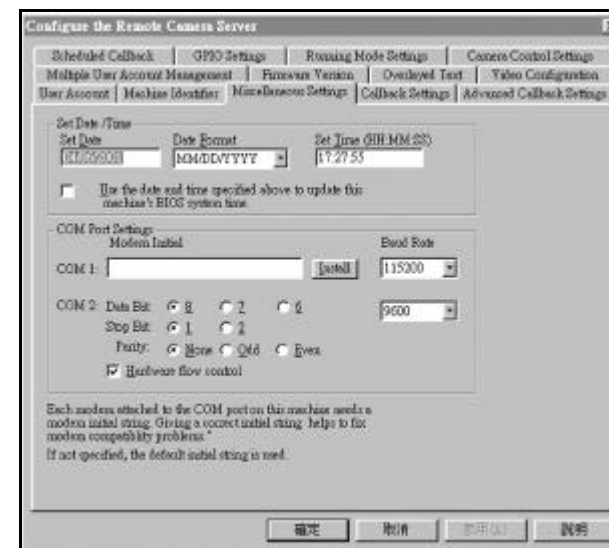 Configure the Remote Camera Server
Scheduled Callback GPIO Settings Running Mode Settings Camera Control Settings
Multiple User Account Management Firmware Version Overlayed Text Video Configuration
User Account Machine Identifier Miscellaneous Settings Callback Settings Advanced Callback Settings
Set Date /Time
Set Date Date Format Set Time (HH:MM:SS)
MM/DD/YYYY 17:27:55
Use the date and time specified above to update this
machine's BIOS system time
COM Port Settings
Modem Initial Baud Rate
COM 1: Install 115200
COM 2: Data Bit: 8 7 6 9600
Stop Bit: 1 2
Parity: None Odd Even
Hardware flow control
Each modem attached to the COM port on this machine needs a
modem initial string. Giving a correct initial string helps to fix
modem compatiblity problems."
If not specified, the default initial string is used.
確定 取消 說明